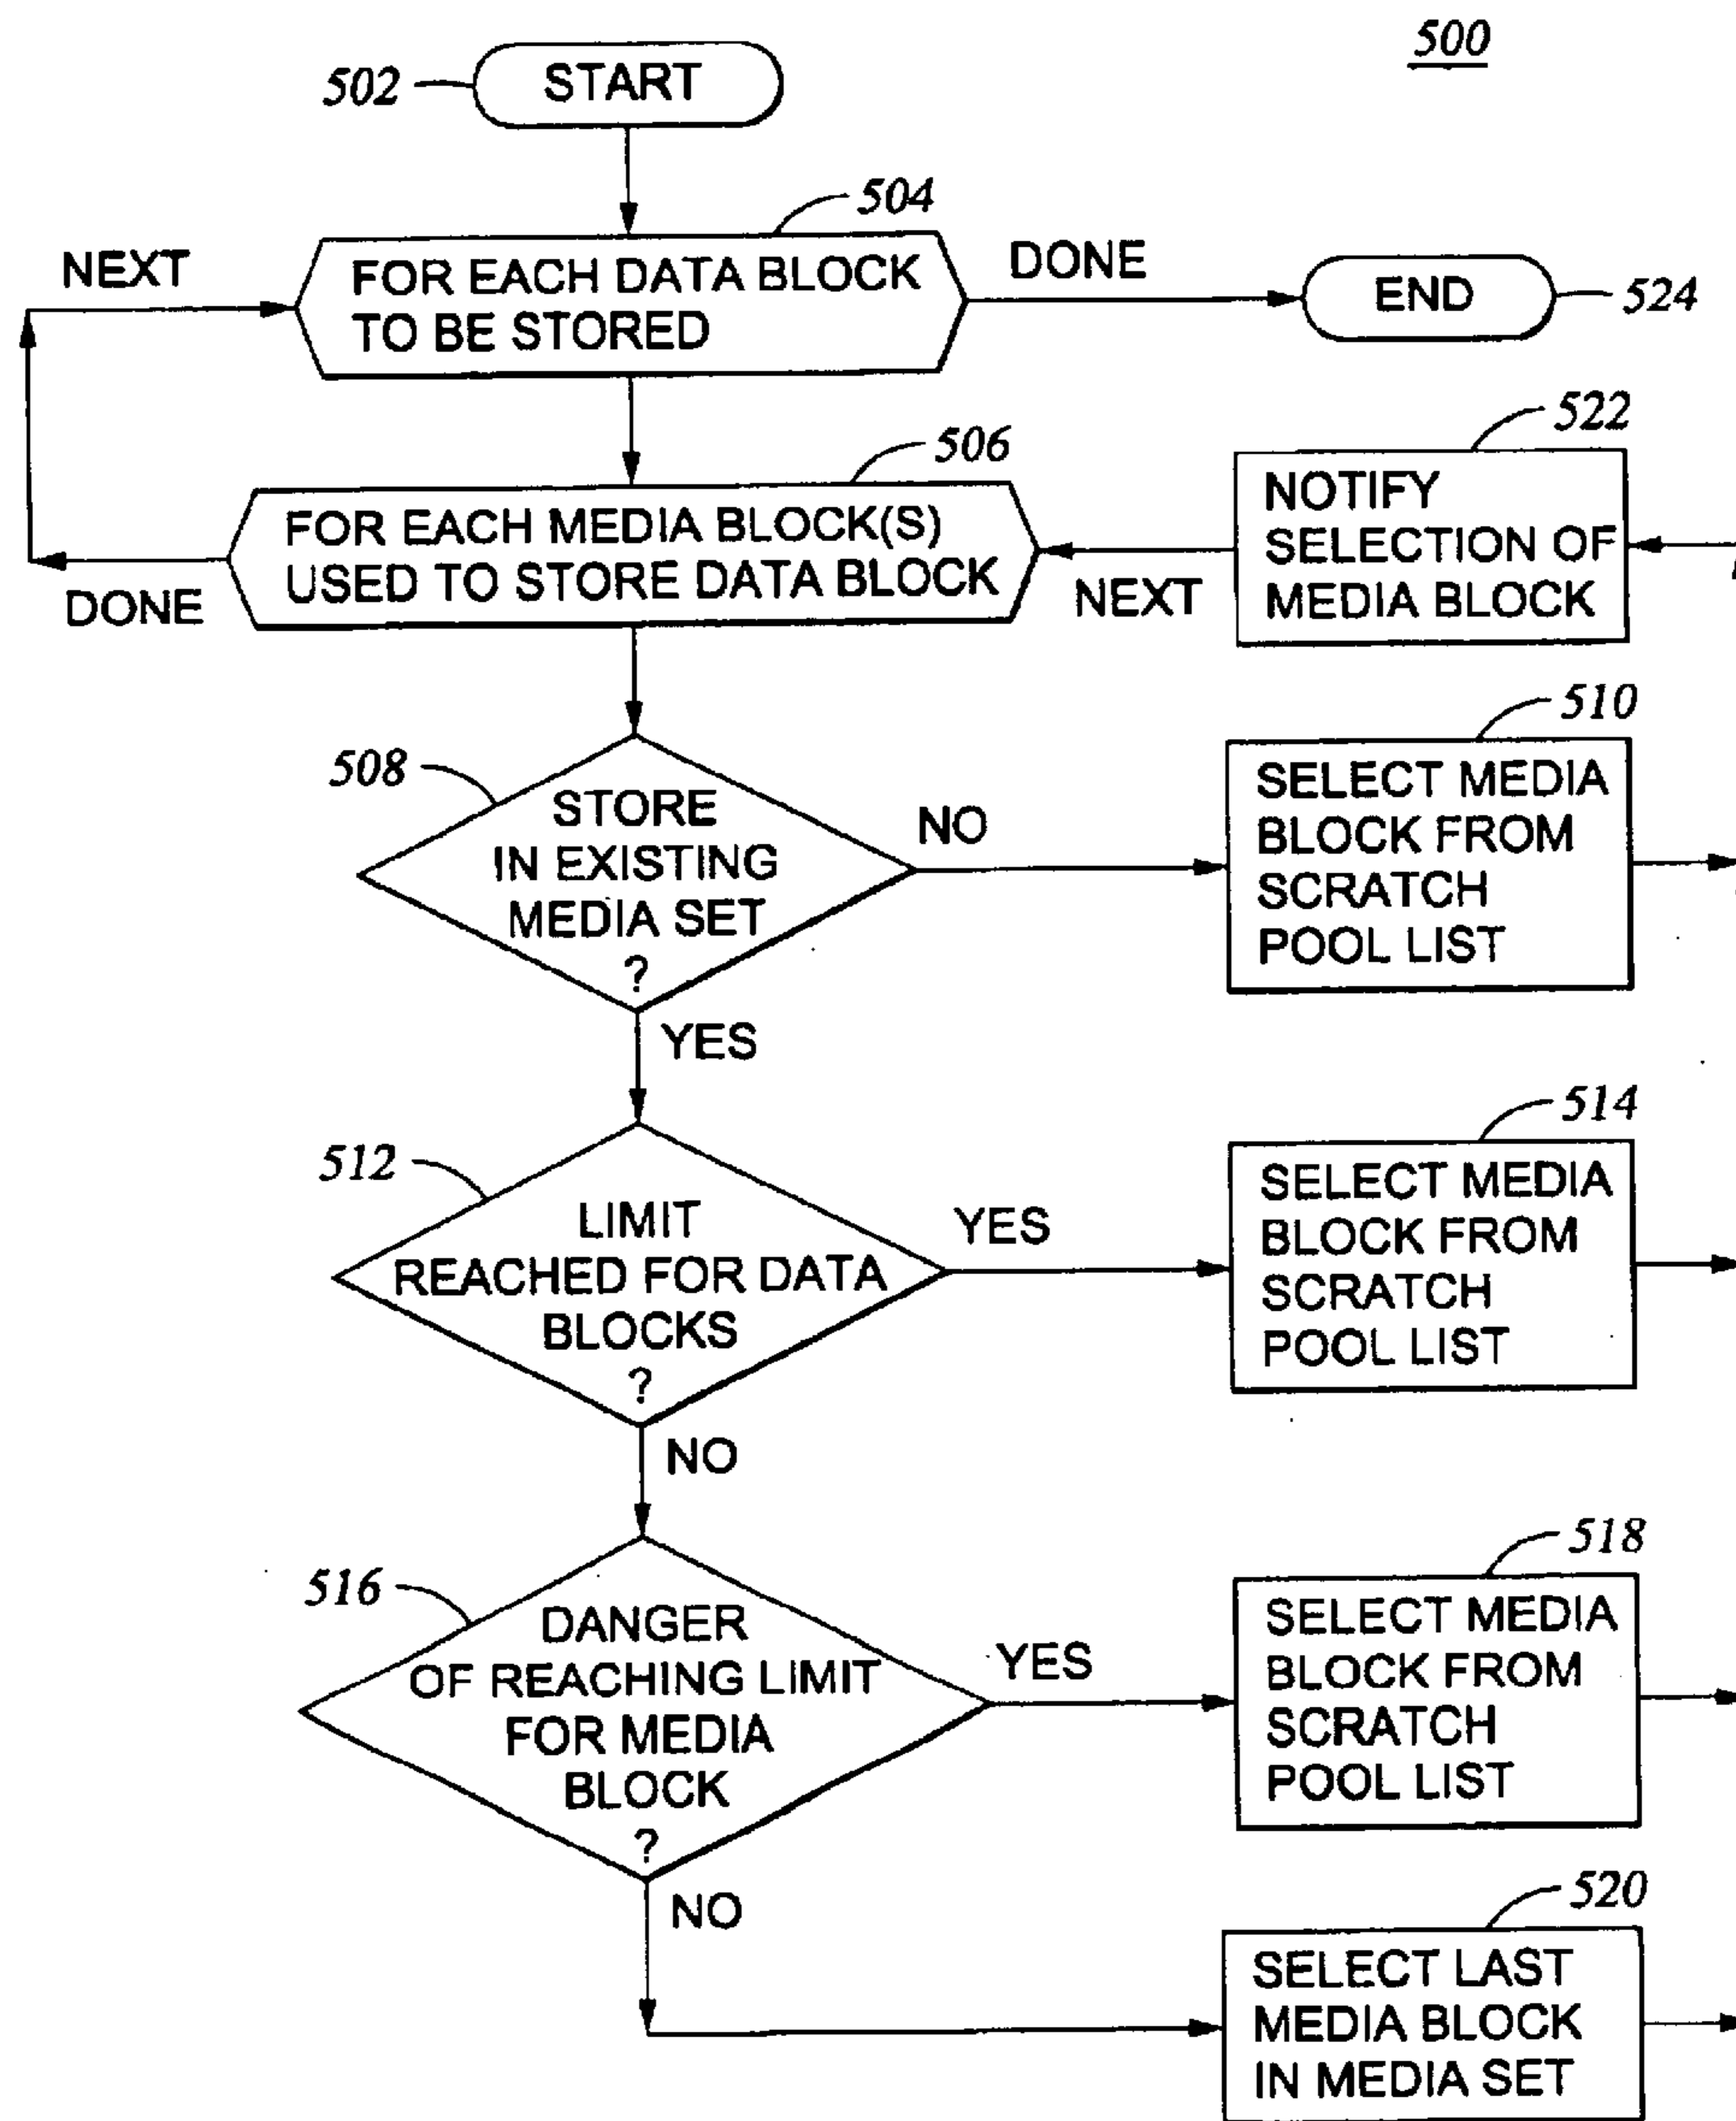 500
502
START
504
NEXT
FOR EACH DATA BLOCK
TO BE STORED
DONE
END
524
506
522
FOR EACH MEDIA BLOCK(S)
USED TO STORE DATA BLOCK
DONE
NEXT
NOTIFY
SELECTION OF
MEDIA BLOCK
508
STORE
IN EXISTING
MEDIA SET
?
NO
YES
510
SELECT MEDIA
BLOCK FROM
SCRATCH
POOL LIST
512
LIMIT
REACHED FOR DATA
BLOCKS
?
YES
NO
514
SELECT MEDIA
BLOCK FROM
SCRATCH
POOL LIST
516
DANGER
OF REACHING LIMIT
FOR MEDIA
BLOCK
?
YES
NO
518
SELECT MEDIA
BLOCK FROM
SCRATCH
POOL LIST
520
SELECT LAST
MEDIA BLOCK
IN MEDIA SET